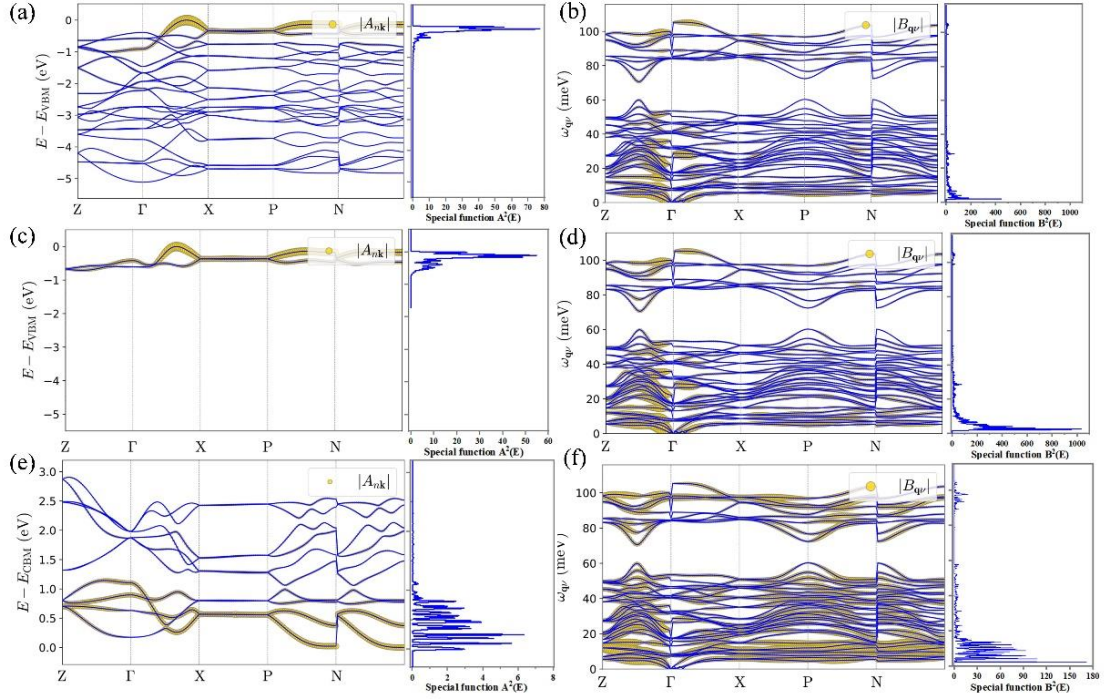 (a)
E − E_VBM (eV)
0
−1
−2
−3
−4
−5
Z Γ X P N
|A_nk|
0 10 20 30 40 50 60 70 80
Special function A²(E)
(b)
ω_qν (meV)
100
80
60
40
20
0
Z Γ X P N
|B_qν|
0 200 400 600 800 1000
Special function B²(E)
(c)
E − E_VBM (eV)
0
−1
−2
−3
−4
−5
Z Γ X P N
|A_nk|
0 10 20 30 40 50 60
Special function A²(E)
(d)
ω_qν (meV)
100
80
60
40
20
0
Z Γ X P N
|B_qν|
0 200 400 600 800 1000
Special function B²(E)
(e)
E − E_CBM (eV)
3.0
2.5
2.0
1.5
1.0
0.5
0.0
Z Γ X P N
|A_nk|
0 2 4 6 8
Special function A²(E)
(f)
ω_qν (meV)
100
80
60
40
20
0
Z Γ X P N
|B_qν|
0 30 60 90 120 150 180
Special function B²(E)